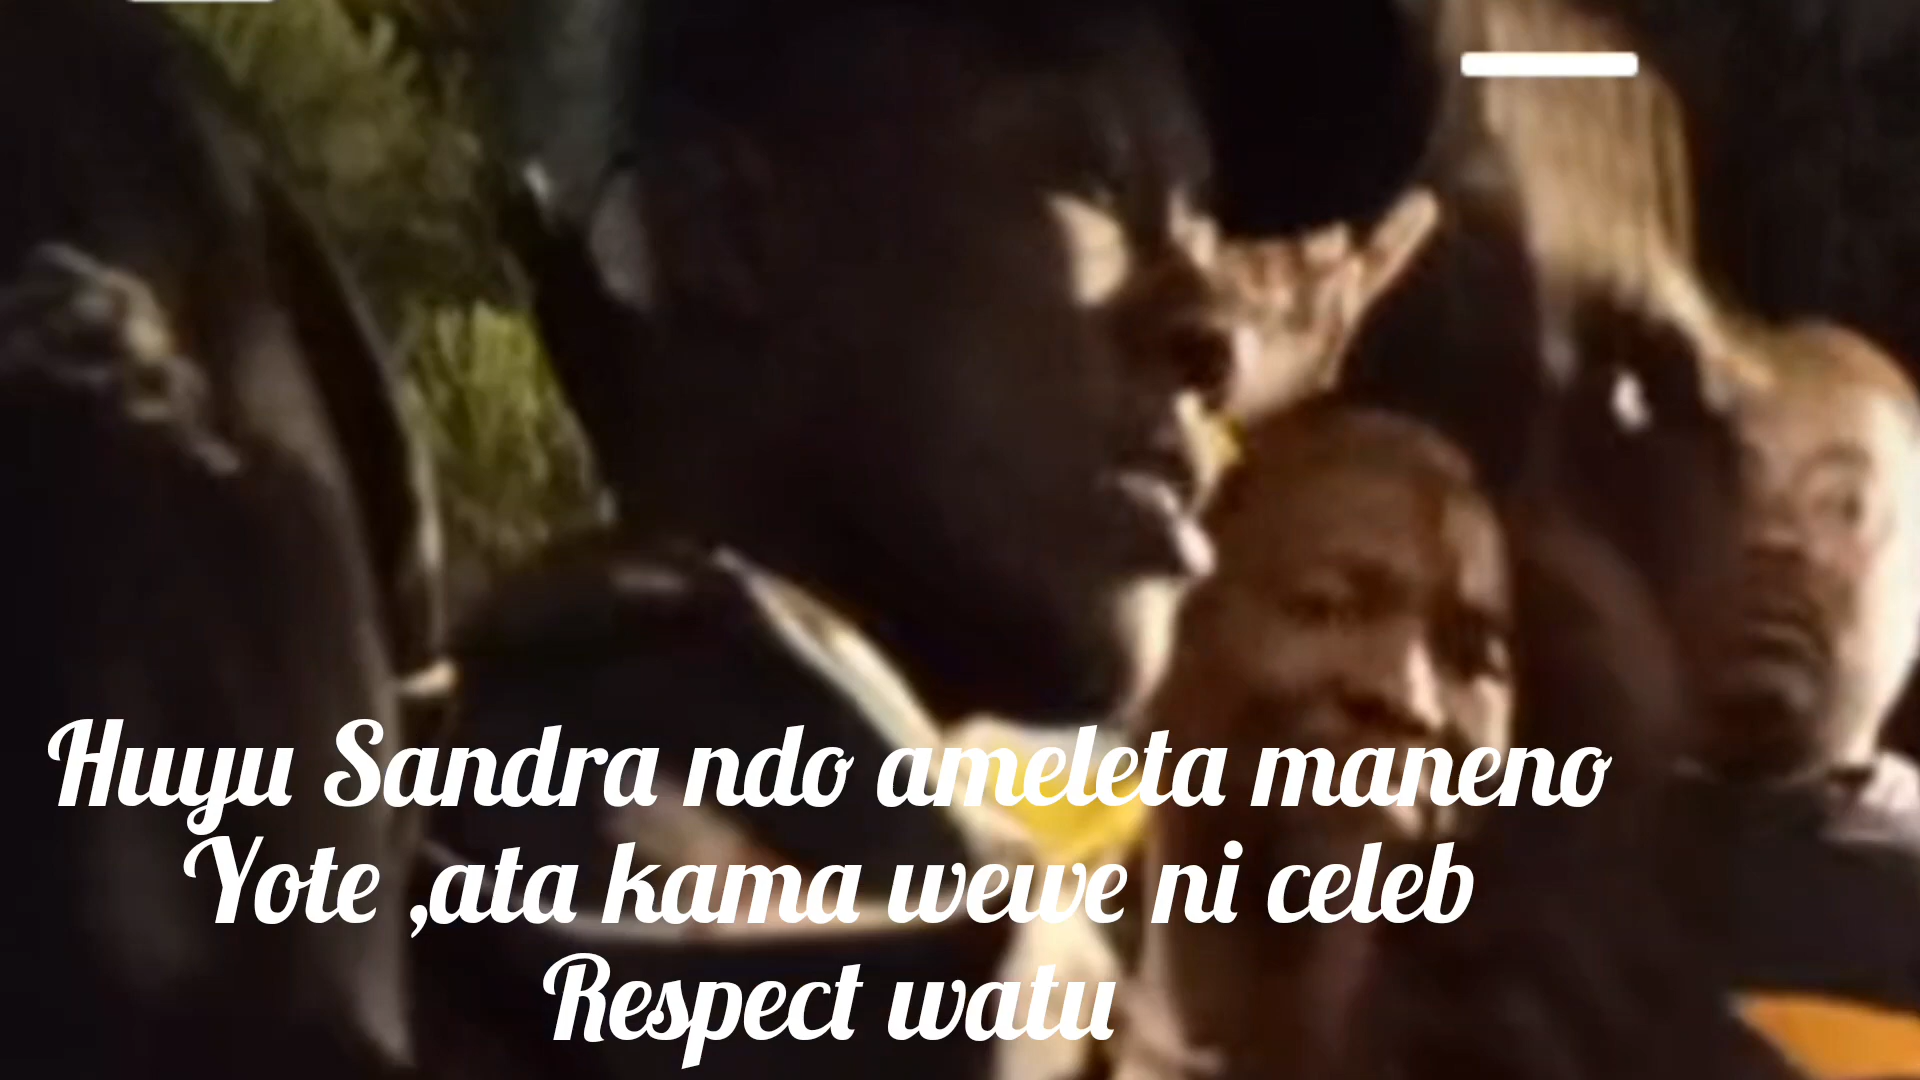 Huyu Sandra ndo ameleta maneno
Yote ,ata kama wewe ni celeb
Respect watu